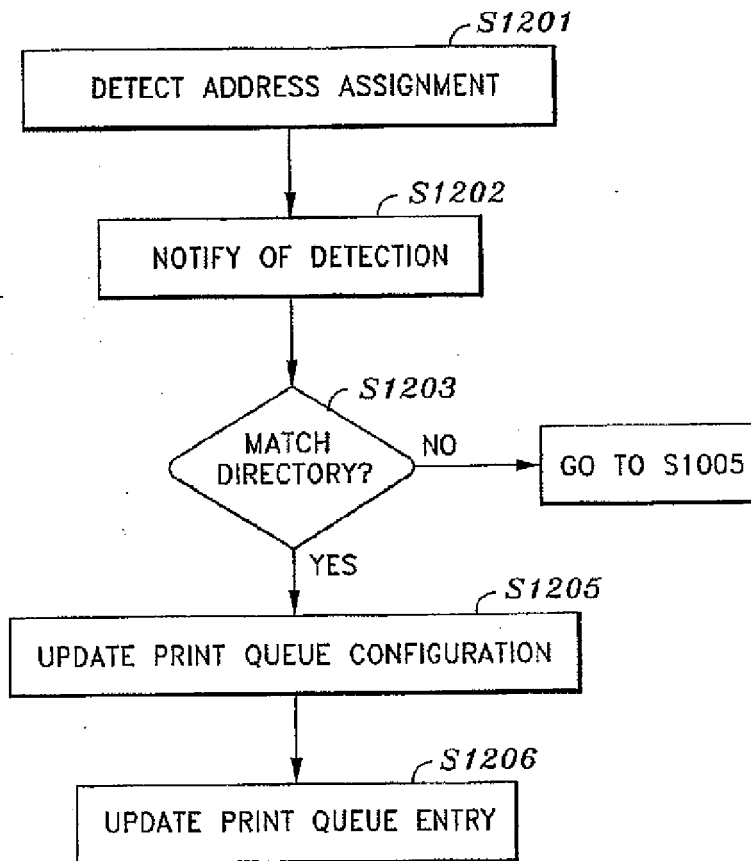 S1201
DETECT ADDRESS ASSIGNMENT
S1202
NOTIFY OF DETECTION
S1203
MATCH
DIRECTORY?
NO
GO TO S1005
YES
S1205
UPDATE PRINT QUEUE CONFIGURATION
S1206
UPDATE PRINT QUEUE ENTRY